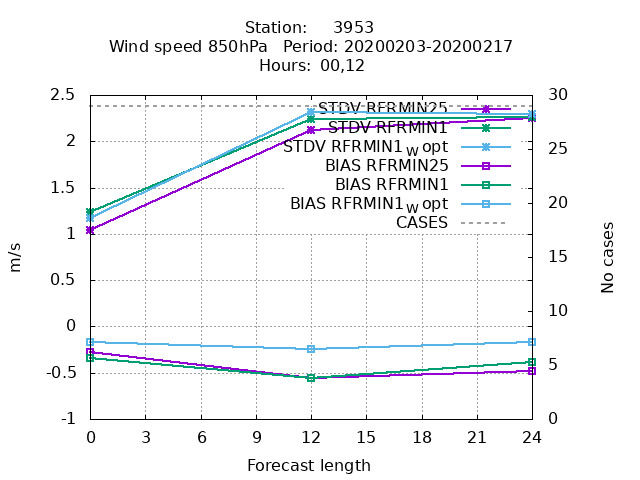 Station: 3953
Wind speed 850hPa Period: 20200203-20200217
Hours: 00,12
2.5
2
1.5
1
0.5
0
-0.5
-1
m/s
30
25
20
15
10
5
0
No cases
STDV RFRMIN25
STDV RFRMIN1
STDV RFRMIN1w opt
BIAS RFRMIN25
BIAS RFRMIN1
BIAS RFRMIN1w opt
CASES
0 3 6 9 12 15 18 21 24
Forecast length